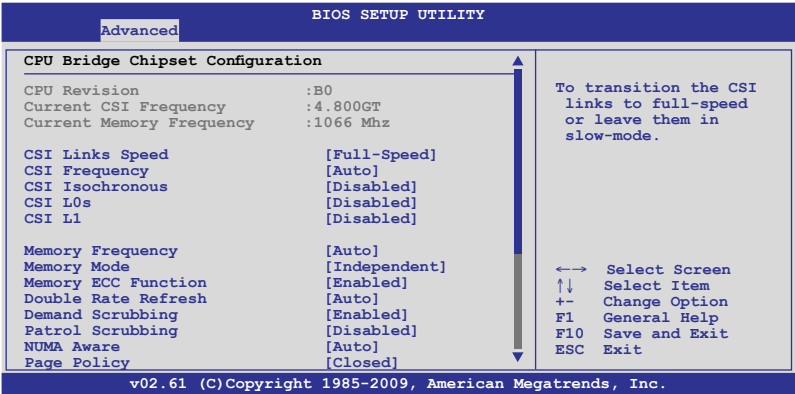 BIOS SETUP UTILITY
Advanced
CPU Bridge Chipset Configuration
CPU Revision :B0
Current CSI Frequency :4.800GT
Current Memory Frequency :1066 Mhz
CSI Links Speed [Full-Speed]
CSI Frequency [Auto]
CSI Isochronous [Disabled]
CSI L0s [Disabled]
CSI L1 [Disabled]
Memory Frequency [Auto]
Memory Mode [Independent]
Memory ECC Function [Enabled]
Double Rate Refresh [Auto]
Demand Scrubbing [Enabled]
Patrol Scrubbing [Disabled]
NUMA Aware [Auto]
Page Policy [Closed]
To transition the CSI
links to full-speed
or leave them in
slow-mode.
←→ Select Screen
↑↓ Select Item
+- Change Option
F1 General Help
F10 Save and Exit
ESC Exit
v02.61 (C)Copyright 1985-2009, American Megatrends, Inc.